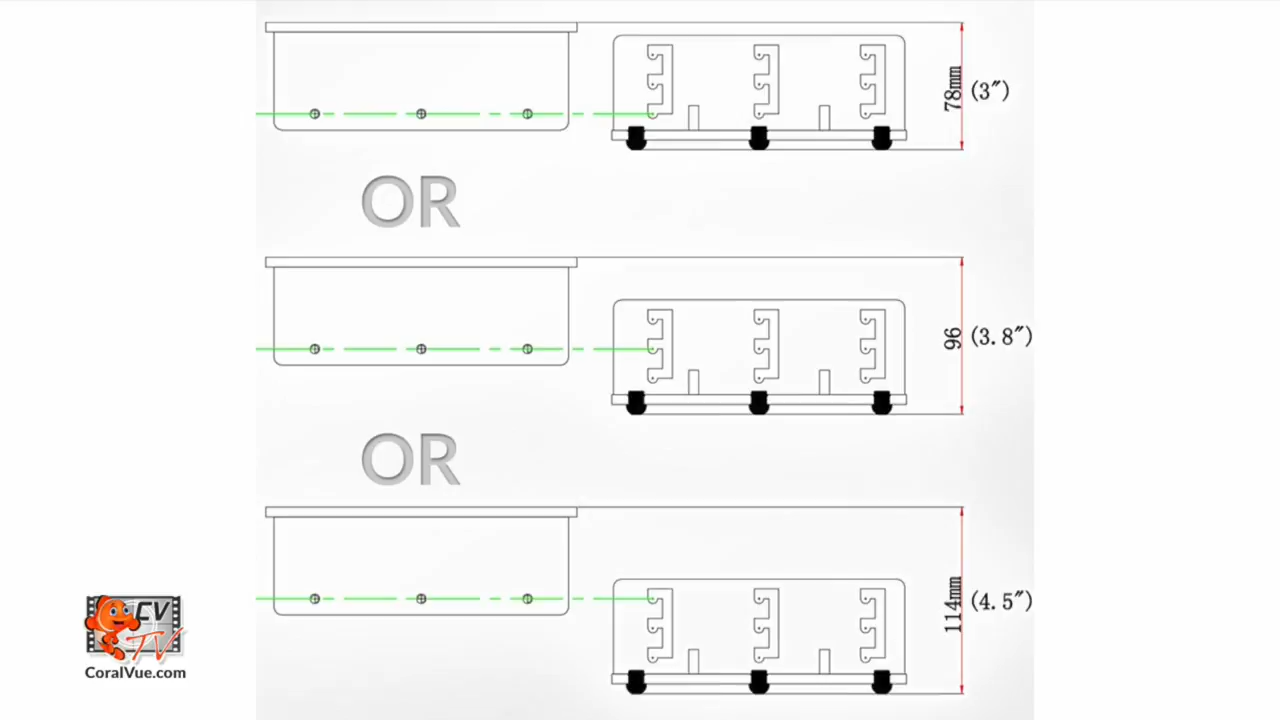 78mm (3″)
OR
96 (3.8″)
OR
114mm (4.5″)
CV
TV
CoralVue.com